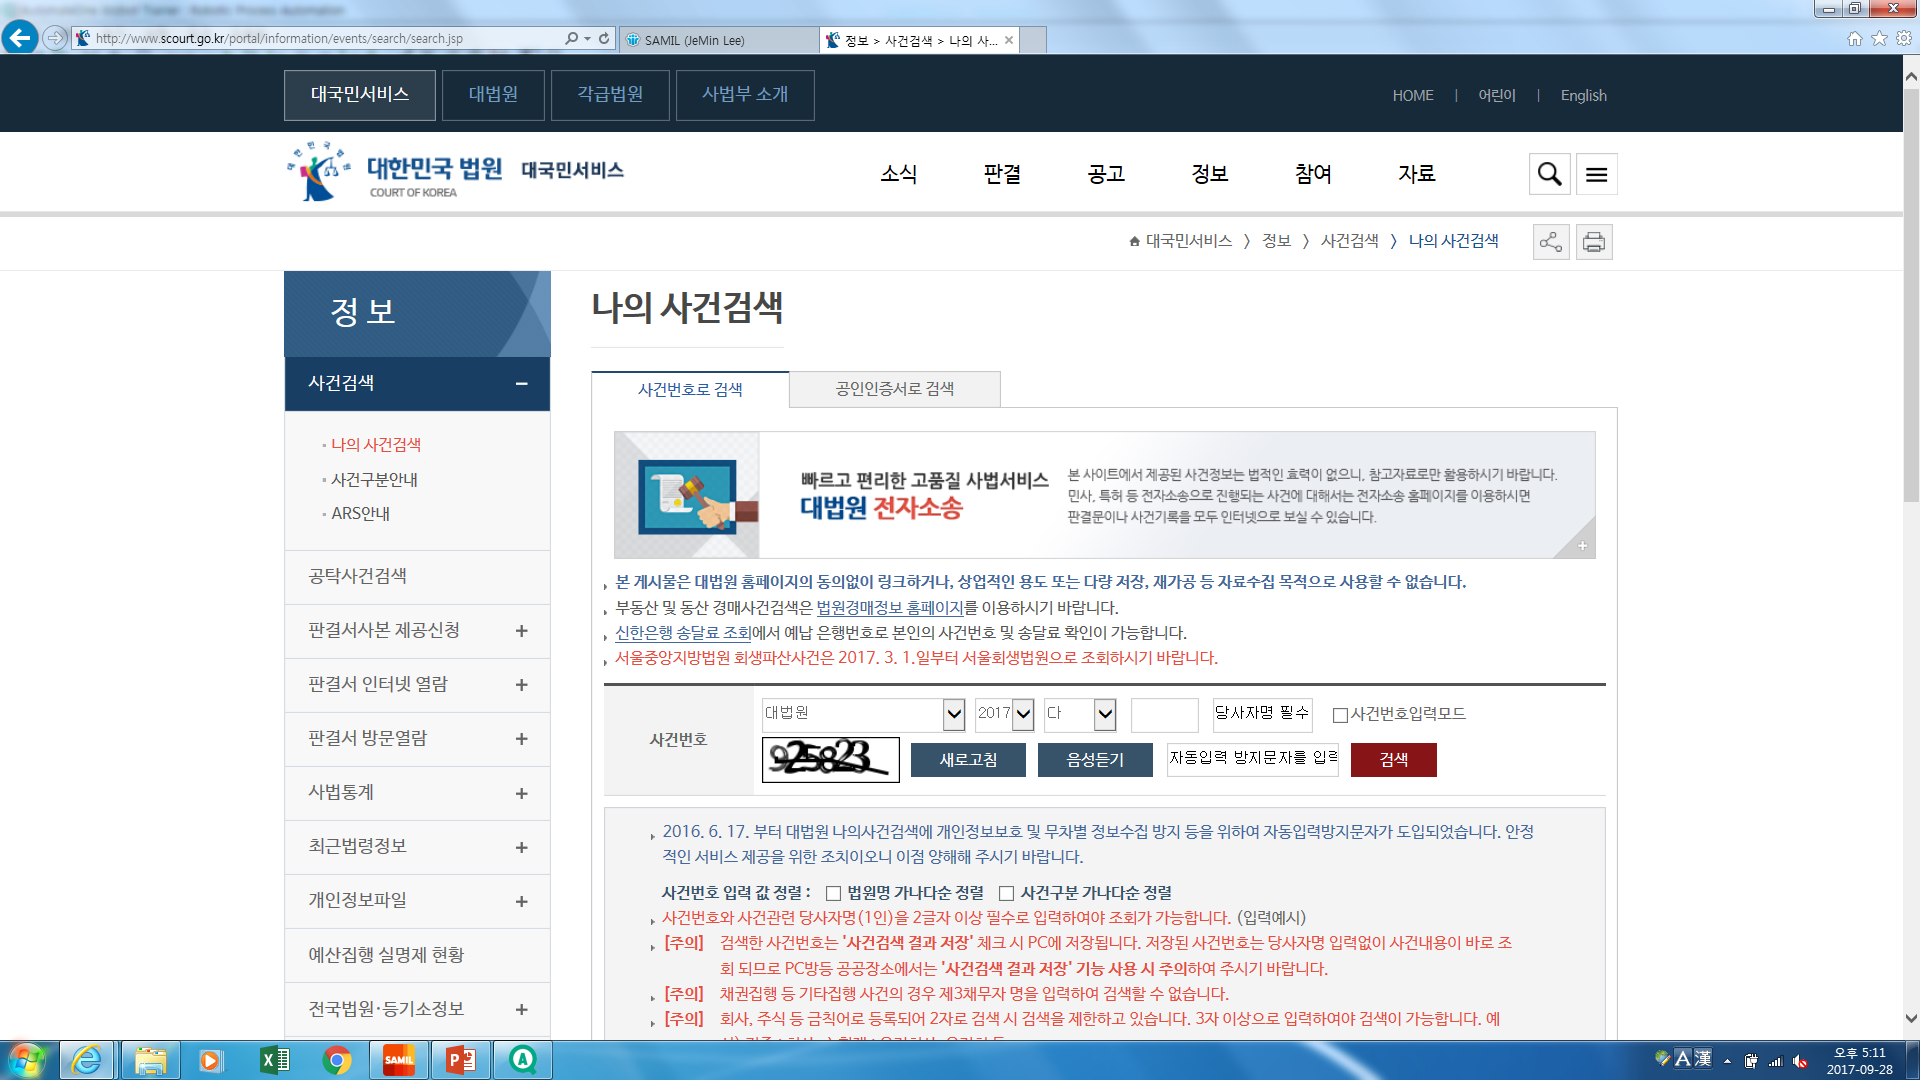 http://www.scourt.go.kr/portal/information/events/search/search.jsp
SAMIL (JeMin Lee)
정보 > 사건검색 > 나의 사...
대국민서비스
대법원
각급법원
사법부 소개
HOME | 어린이 | English
대한민국 법원 대국민서비스
COURT OF KOREA
소식
판결
공고
정보
참여
자료
대국민서비스 > 정보 > 사건검색 > 나의 사건검색
정보
사건검색
나의 사건검색
사건구분안내
ARS안내
공탁사건검색
판결서사본 제공신청
판결서 인터넷 열람
판결서 방문열람
사법통계
최근법령정보
개인정보파일
예산집행 실명제 현황
전국법원·등기소정보
나의 사건검색
사건번호로 검색
공인인증서로 검색
빠르고 편리한 고품질 사법서비스
대법원 전자소송
본 사이트에서 제공된 사건정보는 법적인 효력이 없으니, 참고자료로만 활용하시기 바랍니다.
민사, 특허 등 전자소송으로 진행되는 사건에 대해서는 전자소송 홈페이지를 이용하시면
판결문이나 사건기록을 모두 인터넷으로 보실 수 있습니다.
본 게시물은 대법원 홈페이지의 동의없이 링크하거나, 상업적인 용도 또는 다량 저장, 재가공 등 자료수집 목적으로 사용할 수 없습니다.
부동산 및 동산 경매사건검색은 법원경매정보 홈페이지를 이용하시기 바랍니다.
신한은행 송달료 조회에서 예납 은행번호로 본인의 사건번호 및 송달료 확인이 가능합니다.
서울중앙지방법원 회생파산사건은 2017. 3. 1.일부터 서울회생법원으로 조회하시기 바랍니다.
사건번호
대법원 2017 다 당사자명 필수 사건번호입력모드
925823 새로고침 음성듣기 자동입력 방지문자를 입력 검색
2016. 6. 17. 부터 대법원 나의사건검색에 개인정보보호 및 무차별 정보수집 방지 등을 위하여 자동입력방지문자가 도입되었습니다. 안정
적인 서비스 제공을 위한 조치이오니 이점 양해해 주시기 바랍니다.
사건번호 입력 값 정렬 : 법원명 가나다순 정렬 사건구분 가나다순 정렬
사건번호와 사건관련 당사자명(1인)을 2글자 이상 필수로 입력하여야 조회가 가능합니다. (입력예시)
[주의] 검색한 사건번호는 '사건검색 결과 저장' 체크 시 PC에 저장됩니다. 저장된 사건번호는 당사자명 입력없이 사건내용이 바로 조
회 되므로 PC방등 공공장소에서는 '사건검색 결과 저장' 기능 사용 시 주의하여 주시기 바랍니다.
[주의] 채권집행 등 기타집행 사건의 경우 제3채무자 명을 입력하여 검색할 수 없습니다.
[주의] 회사, 주식 등 금칙어로 등록되어 2자로 검색 시 검색을 제한하고 있습니다. 3자 이상으로 입력하여야 검색이 가능합니다. 예
SAMIL
A 漢
오후 5:11
2017-09-28